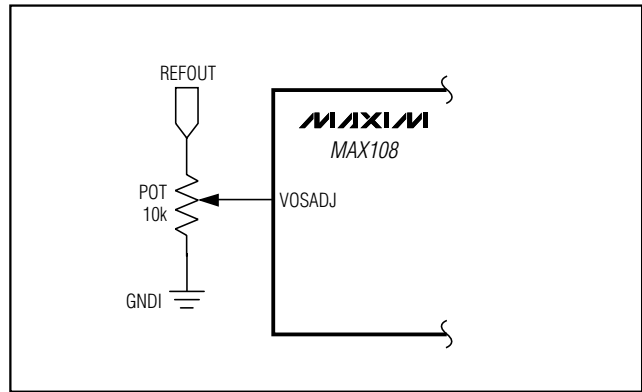 REFOUT
MAXIM
MAX108
POT
10k
VOSADJ
GNDI